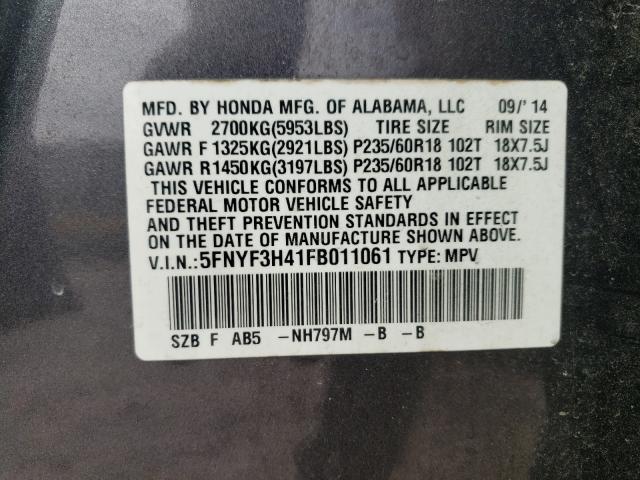 MFD. BY HONDA MFG. OF ALABAMA, LLC 09/'14
GVWR 2700KG(5953LBS) TIRE SIZE RIM SIZE
GAWR F 1325KG(2921LBS) P235/60R18 102T 18X7.5J
GAWR R1450KG(3197LBS) P235/60R18 102T 18X7.5J
THIS VEHICLE CONFORMS TO ALL APPLICABLE
FEDERAL MOTOR VEHICLE SAFETY
AND THEFT PREVENTION STANDARDS IN EFFECT
ON THE DATE OF MANUFACTURE SHOWN ABOVE.
V.I.N.: 5FNYF3H41FB011061 TYPE: MPV
SZB F AB5 -NH797M -B -B